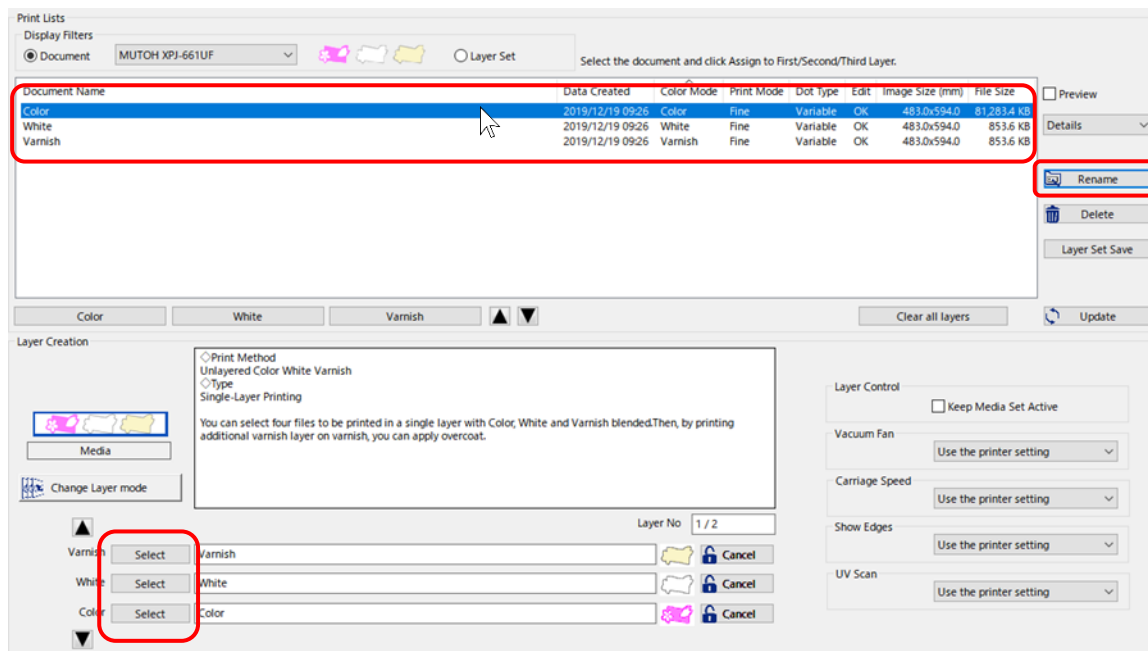 Print Lists
Display Filters
Document MUTOH XPJ-661UF Layer Set Select the document and click Assign to First/Second/Third Layer.
Document Name Data Created Color Mode Print Mode Dot Type Edit Image Size (mm) File Size
Color 2019/12/19 09:26 Color Fine Variable OK 483.0x594.0 81,283.4 KB
White 2019/12/19 09:26 White Fine Variable OK 483.0x594.0 853.6 KB
Varnish 2019/12/19 09:26 Varnish Fine Variable OK 483.0x594.0 853.6 KB
Preview
Details
Rename
Delete
Layer Set Save
Color White Varnish Clear all layers Update
Layer Creation
◇Print Method
Unlayered Color White Varnish
◇Type
Single-Layer Printing
You can select four files to be printed in a single layer with Color, White and Varnish blended.Then, by printing
additional varnish layer on varnish, you can apply overcoat.
Media
Change Layer mode
Layer No 1 / 2
Varnish Select Varnish Cancel
White Select White Cancel
Color Select Color Cancel
Layer Control
Keep Media Set Active
Vacuum Fan
Use the printer setting
Carriage Speed
Use the printer setting
Show Edges
Use the printer setting
UV Scan
Use the printer setting